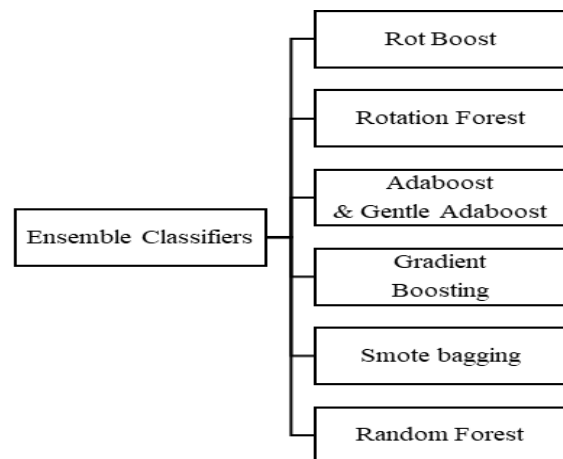 Rot Boost
Rotation Forest
Adaboost
& Gentle Adaboost
Ensemble Classifiers
Gradient
Boosting
Smote bagging
Random Forest